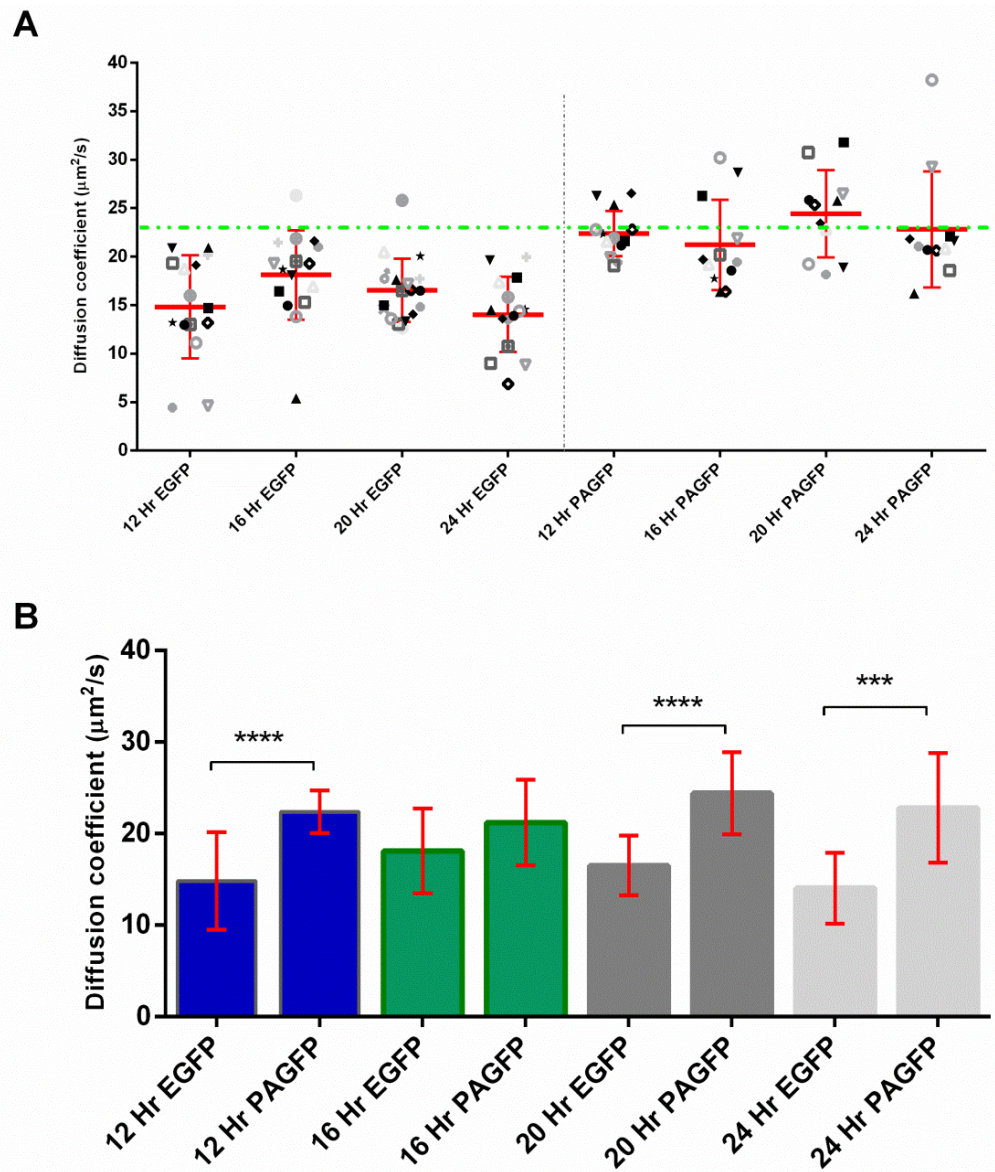 A
Diffusion coefficient (μm²/s)
40
35
30
25
20
15
10
5
0
12 Hr EGFP
16 Hr EGFP
20 Hr EGFP
24 Hr EGFP
12 Hr PAGFP
16 Hr PAGFP
20 Hr PAGFP
24 Hr PAGFP
B
Diffusion coefficient (μm²/s)
40
30
20
10
0
****
****
***
12 Hr EGFP
12 Hr PAGFP
16 Hr EGFP
16 Hr PAGFP
20 Hr EGFP
20 Hr PAGFP
24 Hr EGFP
24 Hr PAGFP